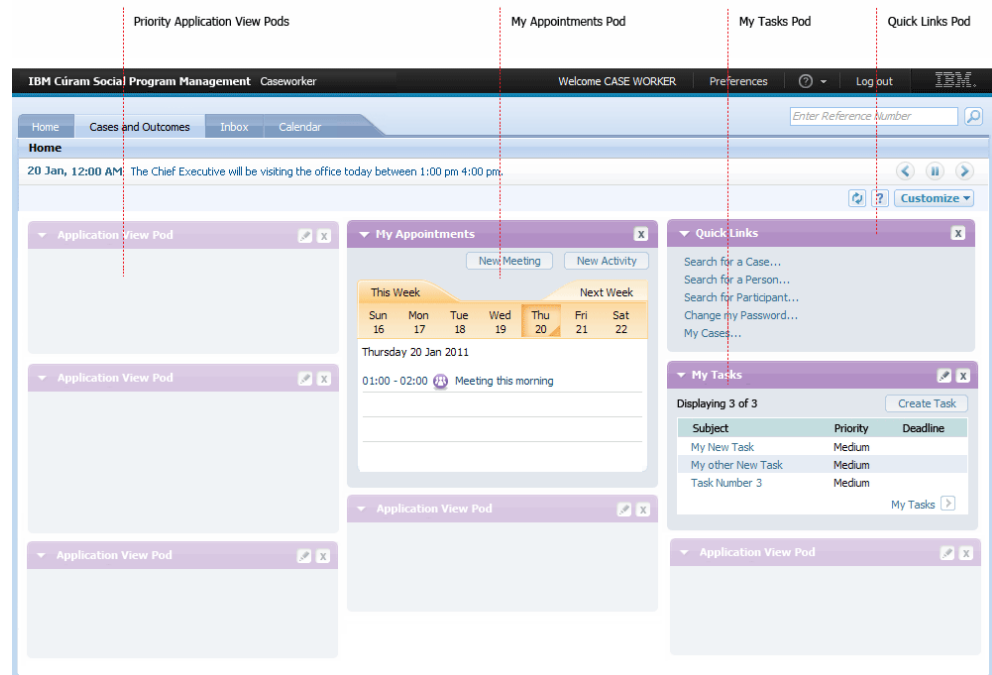 Priority Application View Pods My Appointments Pod My Tasks Pod Quick Links Pod
IBM Cúram Social Program Management Caseworker Welcome CASE WORKER Preferences ? Log out IBM.
Enter Reference Number
Home Cases and Outcomes Inbox Calendar
Home
20 Jan, 12:00 AM The Chief Executive will be visiting the office today between 1:00 pm 4:00 pm.
? Customize
Application View Pod x
My Appointments x
New Meeting New Activity
This Week Next Week
Sun Mon Tue Wed Thu Fri Sat
16 17 18 19 20 21 22
Thursday 20 Jan 2011
01:00 - 02:00 Meeting this morning
Quick Links x
Search for a Case...
Search for a Person...
Search for Participant...
Change my Password...
My Cases...
Application View Pod x
My Tasks x
Displaying 3 of 3 Create Task
Subject Priority Deadline
My New Task Medium
My other New Task Medium
Task Number 3 Medium
My Tasks
Application View Pod x
Application View Pod x
Application View Pod x